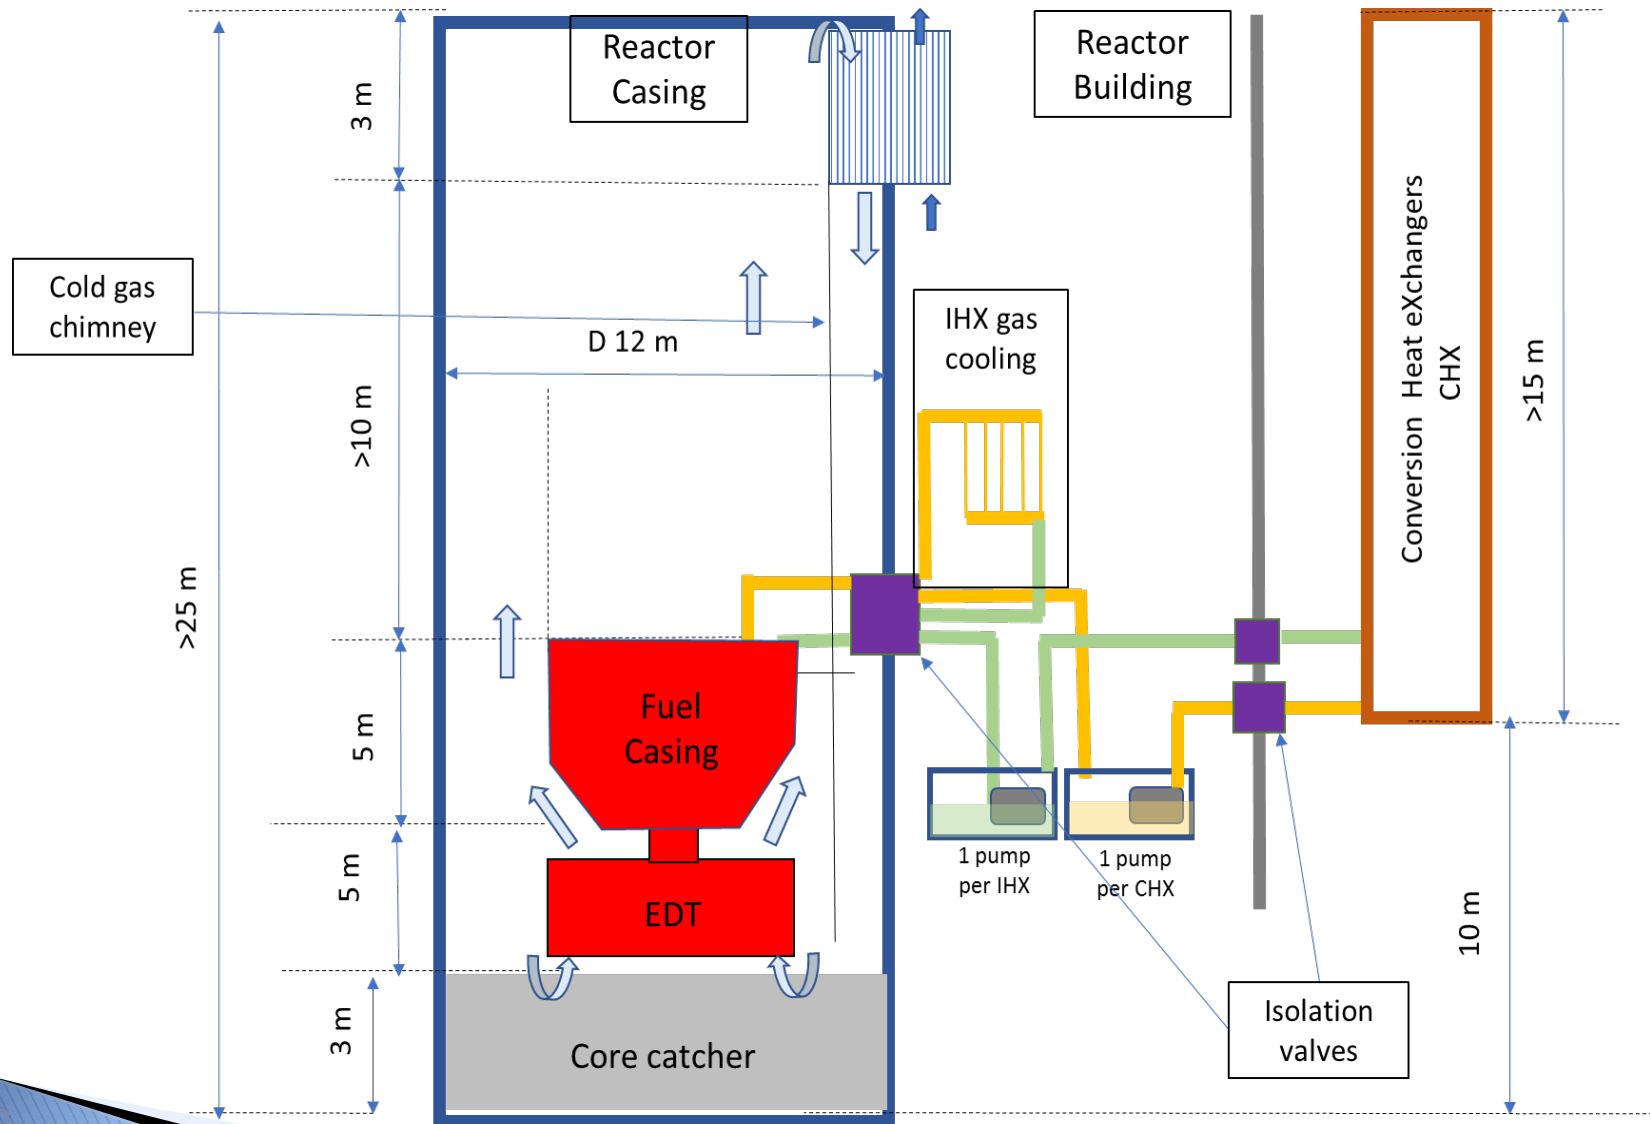 Reactor
Casing
Reactor
Building
3 m
Cold gas
chimney
D 12 m
IHX gas
cooling
Conversion Heat eXchangers
CHX
>15 m
>10 m
>25 m
Fuel
Casing
5 m
1 pump
per IHX
1 pump
per CHX
5 m
EDT
10 m
Isolation
valves
3 m
Core catcher